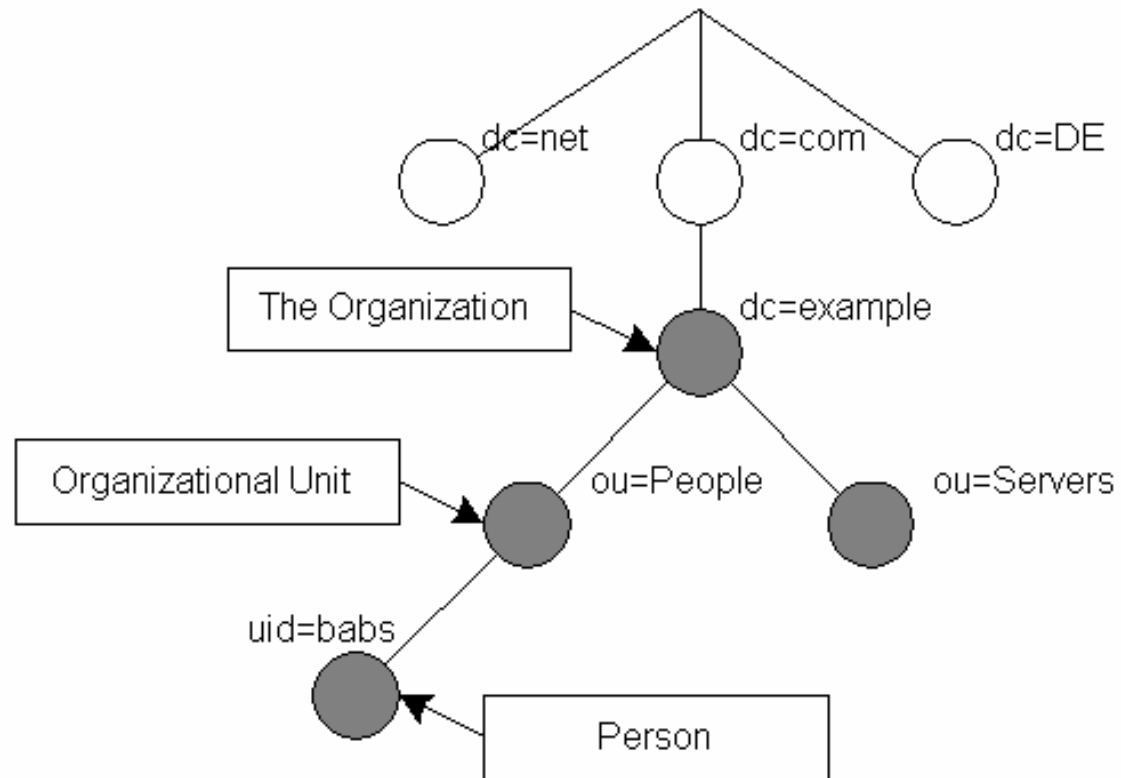 dc=net
dc=com
dc=DE
The Organization
dc=example
Organizational Unit
ou=People
ou=Servers
uid=babs
Person